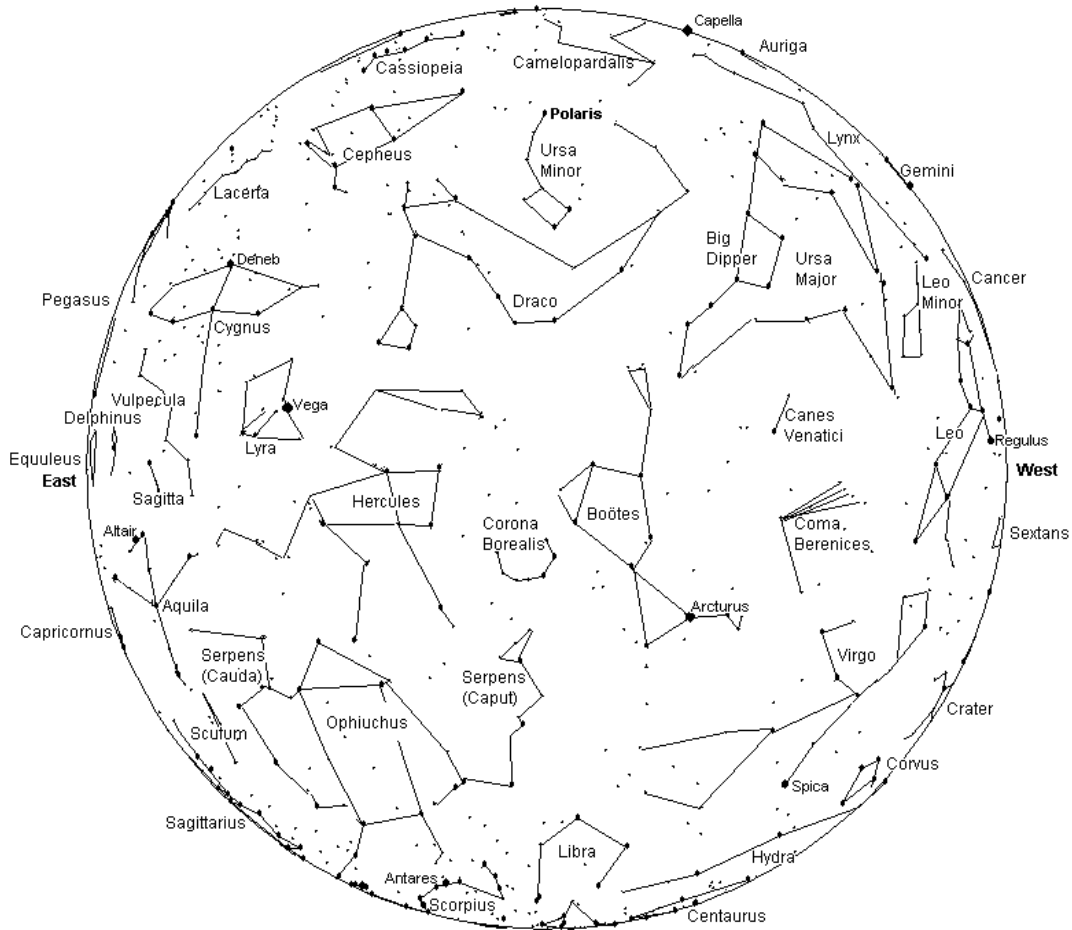 Capella
Auriga
Cassiopeia
Camelopardalis
Polaris
Lynx
Cepheus
Ursa
Minor
Gemini
Lacerta
Big
Dipper
Ursa
Major
Deneb
Leo
Minor
Cancer
Pegasus
Draco
Cygnus
Vulpecula
Vega
Delphinus
Canes
Venatici
Lyra
Leo
Regulus
Equuleus
East
West
Sagitta
Hercules
Boötes
Corona
Borealis
Coma
Berenices
Altair
Sextans
Aquila
Arcturus
Capricornus
Serpens
(Cauda)
Serpens
(Caput)
Virgo
Ophiuchus
Crater
Scutum
Corvus
Spica
Sagittarius
Libra
Hydra
Antares
Scorpius
Centaurus